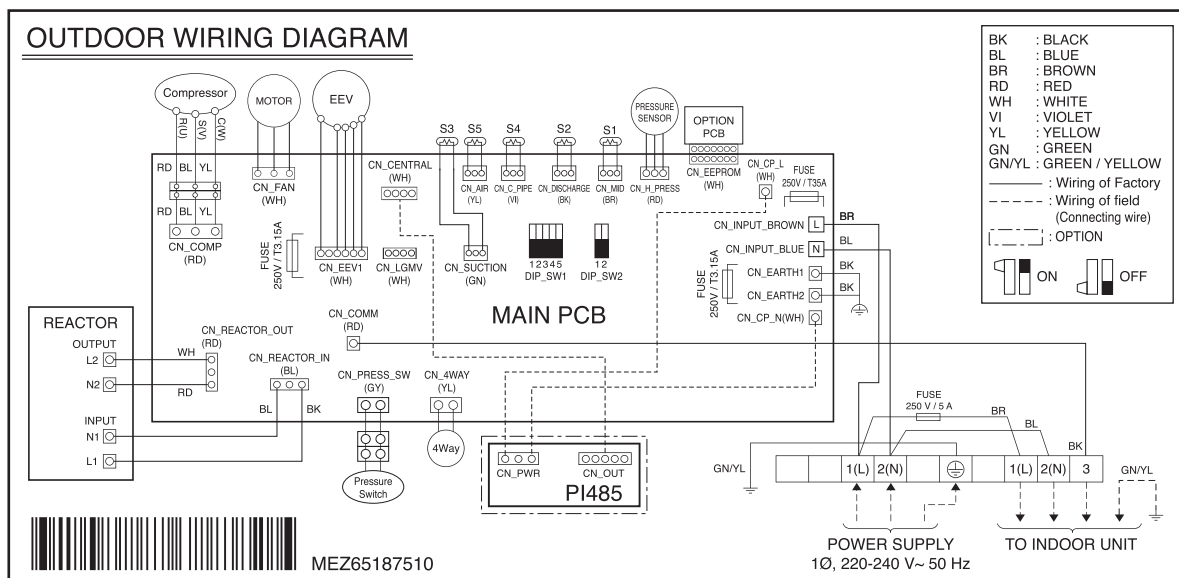 OUTDOOR WIRING DIAGRAM
BK : BLACK
BL : BLUE
BR : BROWN
RD : RED
WH : WHITE
VI : VIOLET
YL : YELLOW
GN : GREEN
GN/YL : GREEN / YELLOW
: Wiring of Factory
: Wiring of field
(Connecting wire)
: OPTION
ON
OFF
Compressor
R(U)
S(V)
C(W)
RD BL YL
RD BL YL
CN_COMP
(RD)
MOTOR
CN_FAN
(WH)
FUSE
250V / T3.15A
EEV
CN_EEV1
(WH)
CN_CENTRAL
(WH)
CN_LGMV
(WH)
S3
S5
S4
S2
S1
CN_AIR
(YL)
CN_C_PIPE
(VI)
CN_DISCHARGE
(BK)
CN_MID
(BR)
CN_SUCTION
(GN)
PRESSURE
SENSOR
CN_H_PRESS
(RD)
OPTION
PCB
CN_EEPROM
(WH)
CN_CP_L
(WH)
FUSE
250V / T35A
12345
DIP_SW1
12
DIP_SW2
CN_INPUT_BROWN
L
BR
CN_INPUT_BLUE
N
BL
CN_EARTH1
BK
CN_EARTH2
BK
CN_CP_N(WH)
FUSE
250V / T3.15A
MAIN PCB
CN_COMM
(RD)
REACTOR
OUTPUT
L2
N2
INPUT
N1
L1
WH
RD
CN_REACTOR_OUT
(RD)
CN_REACTOR_IN
(BL)
BL
BK
CN_PRESS_SW
(GY)
Pressure
Switch
CN_4WAY
(YL)
4Way
CN_PWR
CN_OUT
PI485
FUSE
250 V / 5 A
BR
BL
BK
GN/YL
1(L)
2(N)
1(L)
2(N)
3
GN/YL
POWER SUPPLY
1Ø, 220-240 V~ 50 Hz
TO INDOOR UNIT
MEZ65187510